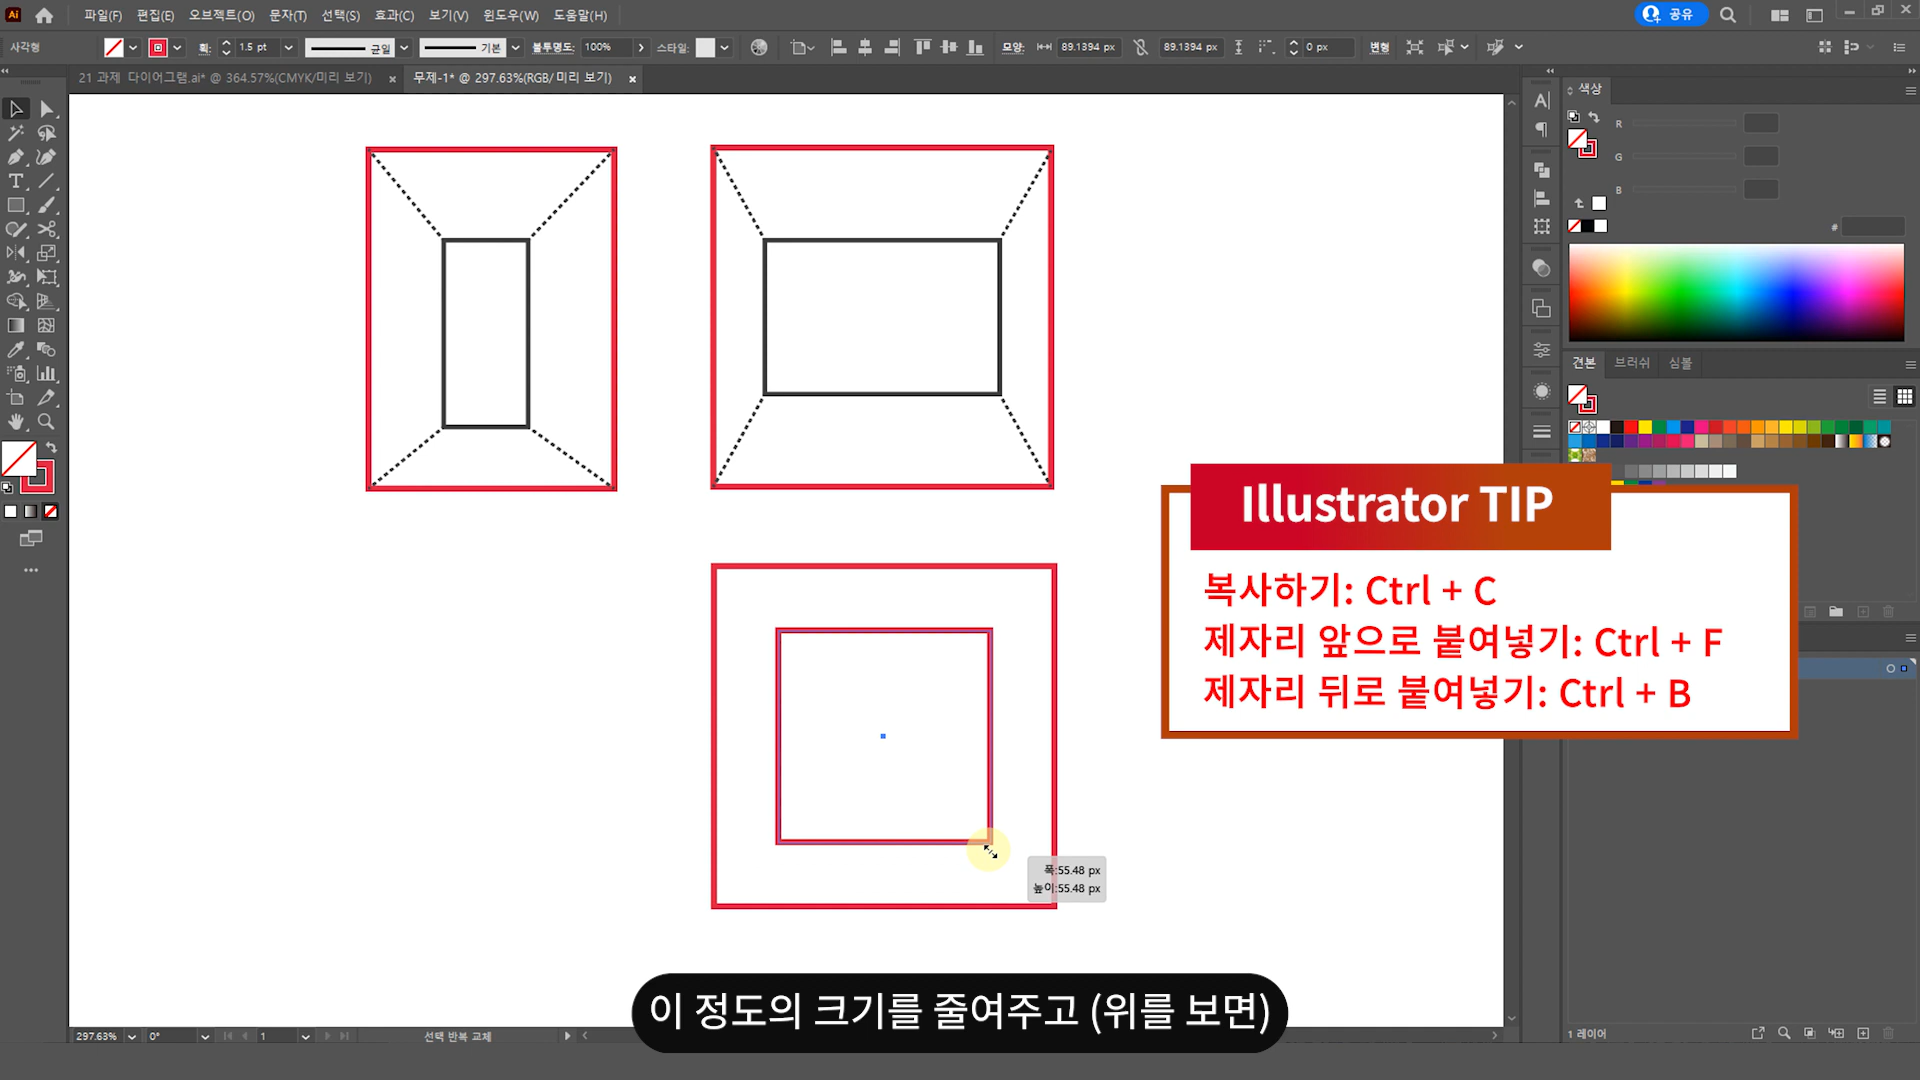 Ai 파일(F) 편집(E) 오브젝트(O) 문자(T) 선택(S) 효과(C) 보기(V) 윈도우(W) 도움말(H) 공유
사각형 획: 1.5 pt 균일 기본 불투명도: 100% 스타일: 모양: 89.1394 px 89.1394 px 0 px 변형
21 과제 다이어그램.ai* @ 364.57%(CMYK/미리 보기) × 무제-1* @ 297.63%(RGB/미리 보기) ×
색상
R
G
B
#
견본 브러쉬 심볼
Illustrator TIP
복사하기: Ctrl + C
제자리 앞으로 붙여넣기: Ctrl + F
제자리 뒤로 붙여넣기: Ctrl + B
폭:55.48 px
높이:55.48 px
이 정도의 크기를 줄여주고 (위를 보면)
297.63% 0° 1 선택 반복 교체 1 레이어